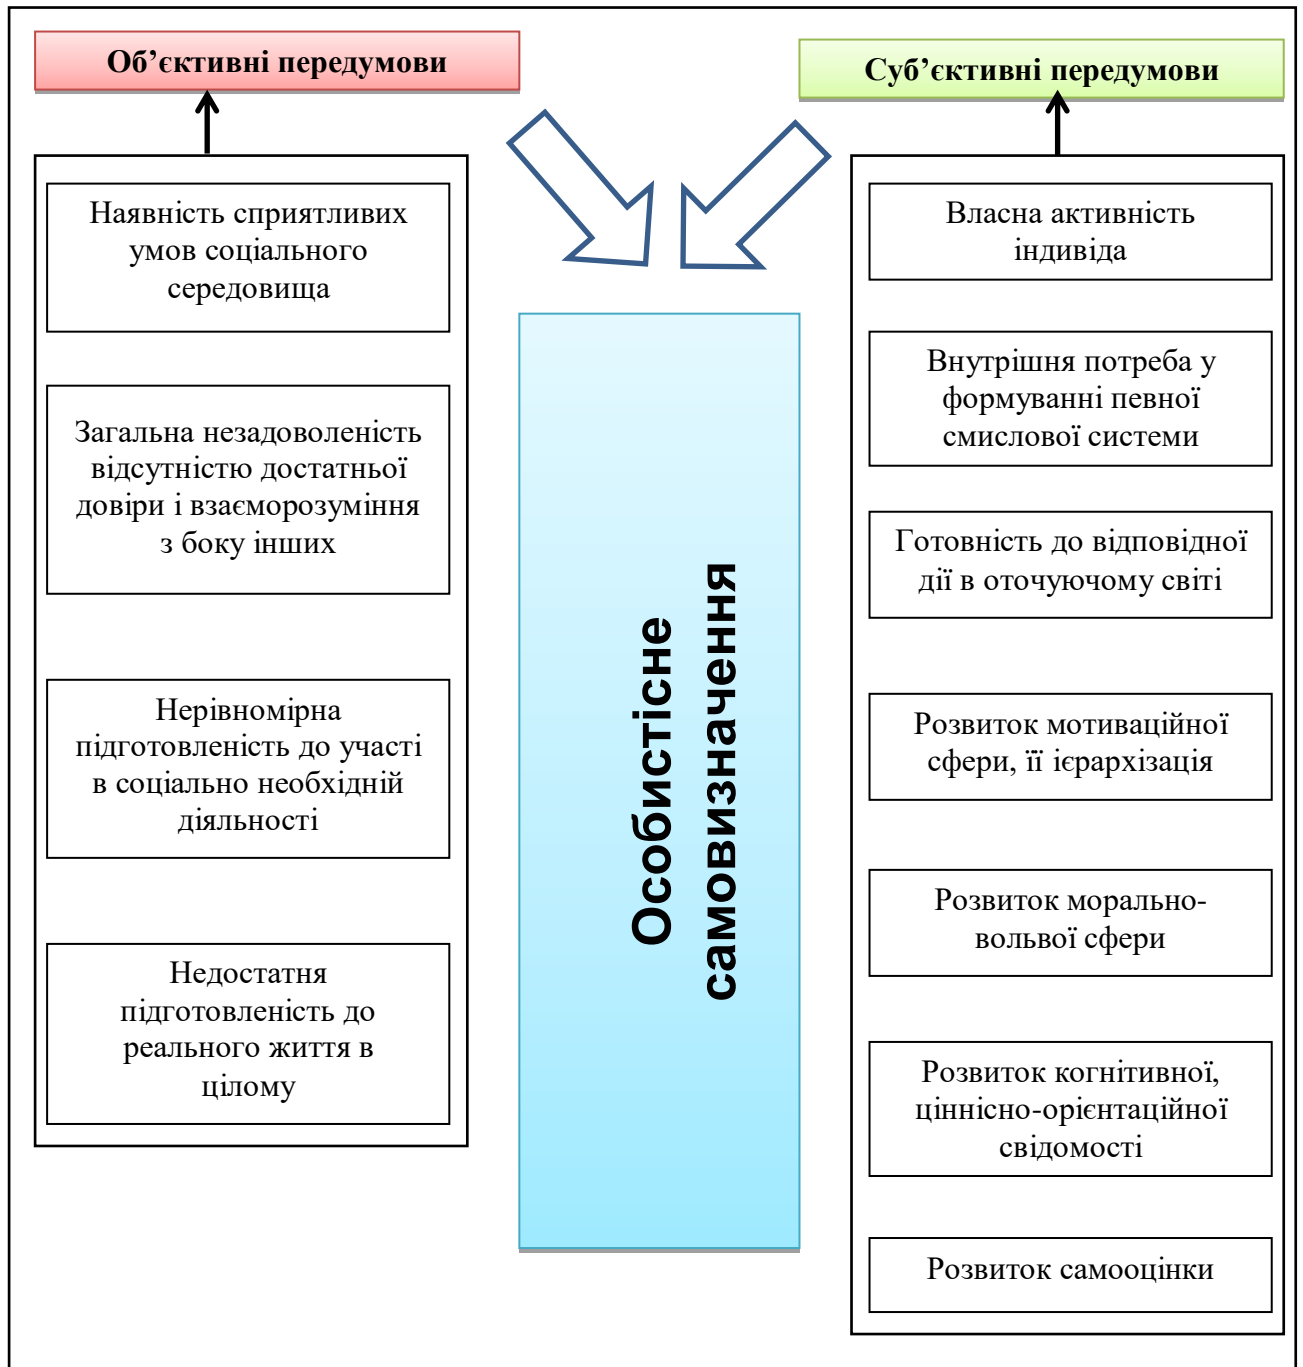 Об’єктивні передумови
Наявність сприятливих
умов соціального
середовища
Загальна незадоволеність
відсутністю достатньої
довіри і взаєморозуміння
з боку інших
Нерівномірна
підготовленість до участі
в соціально необхідній
діяльності
Недостатня
підготовленість до
реального життя в
цілому
Особистісне
самовизначення
Суб’єктивні передумови
Власна активність
індивіда
Внутрішня потреба у
формуванні певної
смислової системи
Готовність до відповідної
дії в оточуючому світі
Розвиток мотиваційної
сфери, її ієрархізація
Розвиток морально-
вольвої сфери
Розвиток когнітивної,
ціннісно-орієнтаційної
свідомості
Розвиток самооцінки